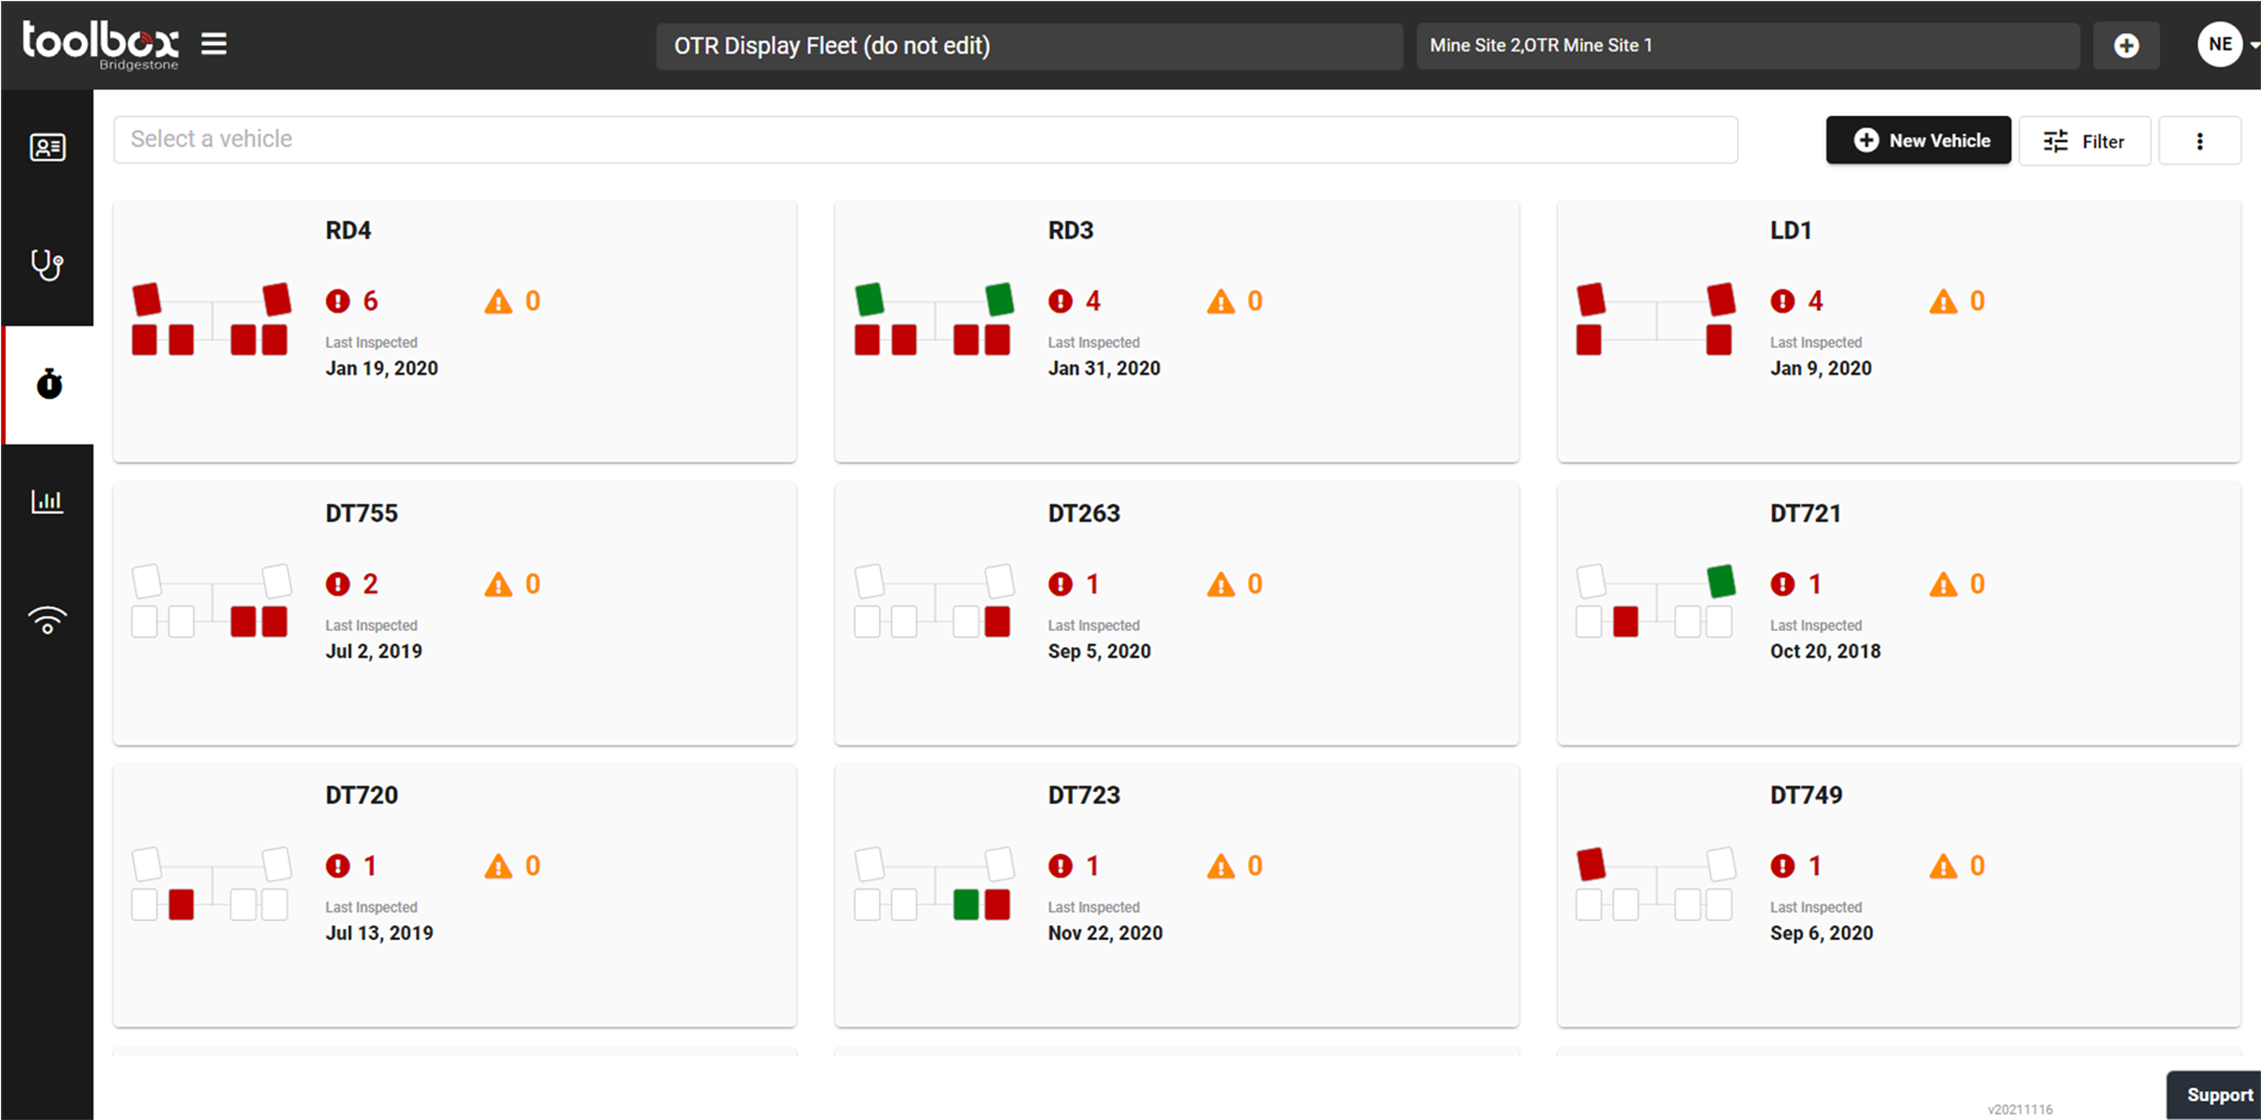 toolbox
Bridgestone
OTR Display Fleet (do not edit)
Mine Site 2,OTR Mine Site 1
NE
Select a vehicle
New Vehicle
Filter
RD4
6
0
Last Inspected
Jan 19, 2020
RD3
4
0
Last Inspected
Jan 31, 2020
LD1
4
0
Last Inspected
Jan 9, 2020
DT755
2
0
Last Inspected
Jul 2, 2019
DT263
1
0
Last Inspected
Sep 5, 2020
DT721
1
0
Last Inspected
Oct 20, 2018
DT720
1
0
Last Inspected
Jul 13, 2019
DT723
1
0
Last Inspected
Nov 22, 2020
DT749
1
0
Last Inspected
Sep 6, 2020
Support
v20211116